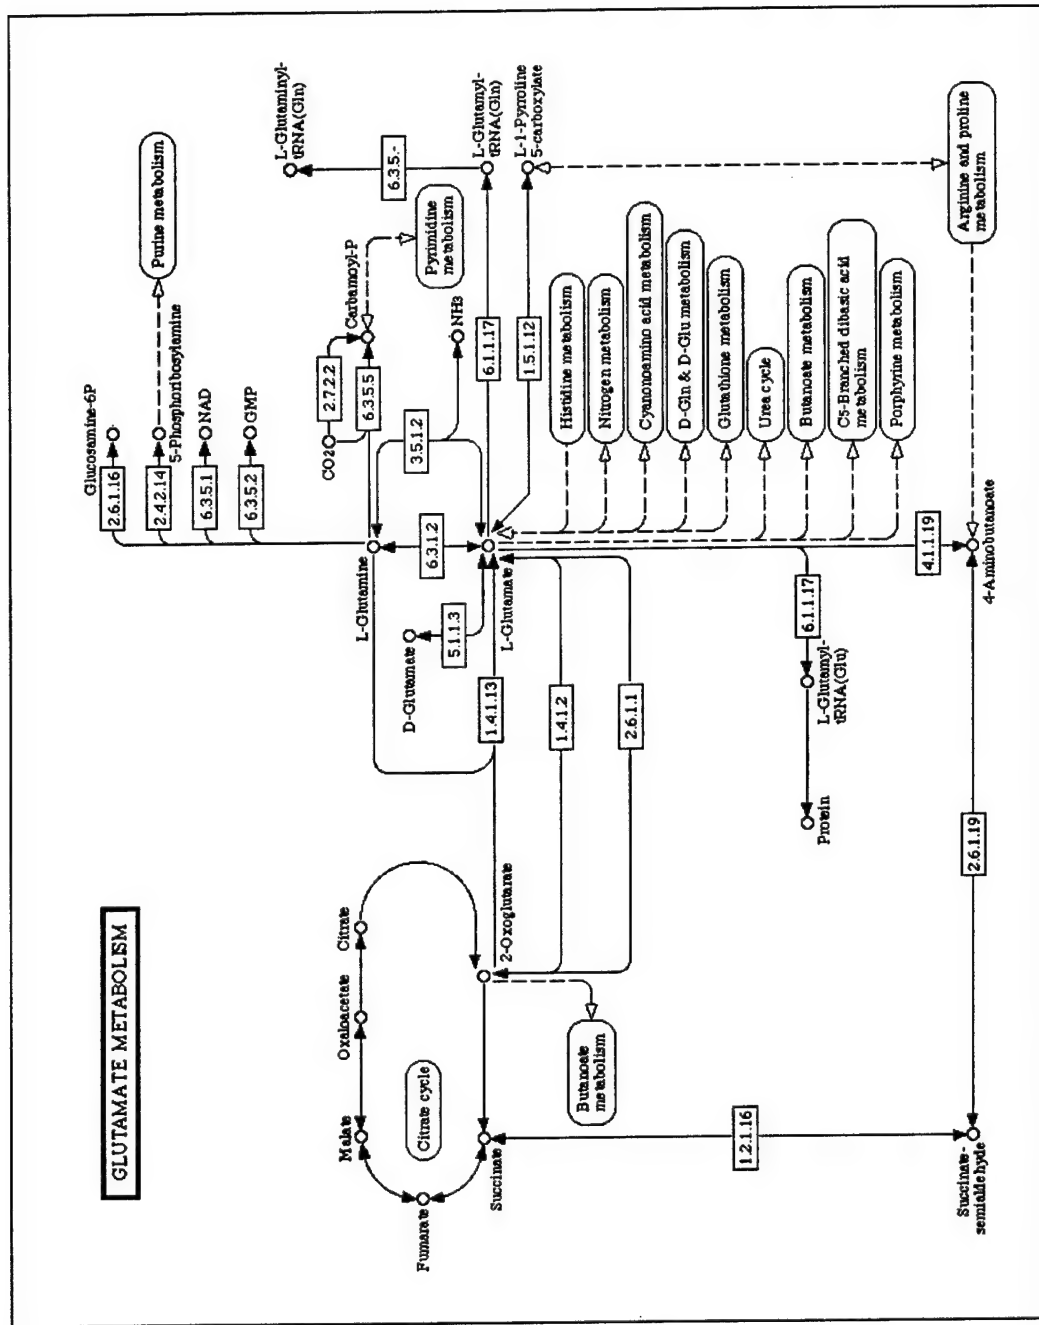 GLUTAMATE METABOLISM
Fumarate
Malate
Oxaloacetate
Citrate
Citrate cycle
Succinate
2-Oxoglutarate
Butanoate
metabolism
1.2.1.16
Succinate-
semialdehyde
2.6.1.19
4-Aminobutanoate
Glucosamine-6P
2.6.1.16
Purine metabolism
2.4.2.14
5-Phosphoribosylamine
6.3.5.1
NAD
6.3.5.2
GMP
L-Glutamine
CO2
2.7.2.2
6.3.5.5
Carbamoyl-P
Pyrimidine
metabolism
L-Glutaminyl-
tRNA(Gln)
6.3.5.-
L-Glutamyl-
tRNA(Gln)
3.5.1.2
NH3
6.1.1.17
6.3.1.2
D-Glutamate
5.1.1.3
L-Glutamate
1.4.1.13
1.4.1.2
2.6.1.1
1.5.1.12
L-1-Pyrroline
5-carboxylate
Histidine metabolism
Nitrogen metabolism
Cyanonoamino acid metabolism
D-Gln & D-Glu metabolism
Glutathione metabolism
Urea cycle
Butanoate metabolism
C5-Branched dibasic acid
metabolism
Porphyrine metabolism
Arginine and proline
metabolism
6.1.1.17
L-Glutamyl-
tRNA(Glu)
Protein
4.1.1.19